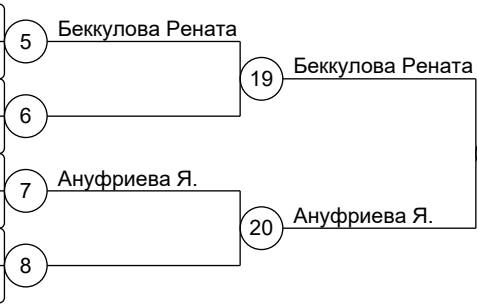 5 Беккулова Рената
19 Беккулова Рената
6
7 Ануфриева Я.
20 Ануфриева Я.
8